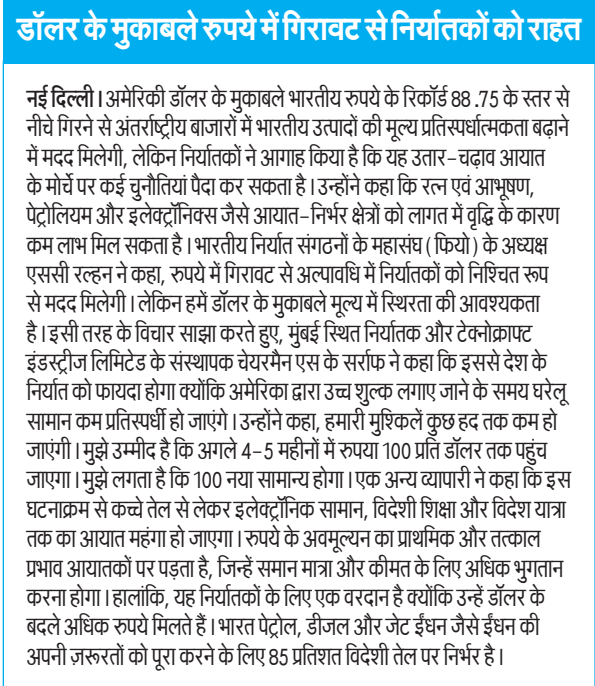 डॉलर के मुकाबले रुपये में गिरावट से निर्यातकों को राहत
नई दिल्ली। अमेरिकी डॉलर के मुकाबले भारतीय रुपये के रिकॉर्ड 88.75 के स्तर से
नीचे गिरने से अंतर्राष्ट्रीय बाजारों में भारतीय उत्पादों की मूल्य प्रतिस्पर्धात्मकता बढ़ाने
में मदद मिलेगी, लेकिन निर्यातकों ने आगाह किया है कि यह उतार-चढ़ाव आयात
के मोर्चे पर कई चुनौतियां पैदा कर सकता है। उन्होंने कहा कि रत्न एवं आभूषण,
पेट्रोलियम और इलेक्ट्रॉनिक्स जैसे आयात-निर्भर क्षेत्रों को लागत में वृद्धि के कारण
कम लाभ मिल सकता है। भारतीय निर्यात संगठनों के महासंघ (फियो) के अध्यक्ष
एससी रल्हन ने कहा, रुपये में गिरावट से अल्पावधि में निर्यातकों को निश्चित रूप
से मदद मिलेगी। लेकिन हमें डॉलर के मुकाबले मूल्य में स्थिरता की आवश्यकता
है। इसी तरह के विचार साझा करते हुए, मुंबई स्थित निर्यातक और टेक्नोक्राफ्ट
इंडस्ट्रीज लिमिटेड के संस्थापक चेयरमैन एस के सर्राफ ने कहा कि इससे देश के
निर्यात को फायदा होगा क्योंकि अमेरिका द्वारा उच्च शुल्क लगाए जाने के समय घरेलू
सामान कम प्रतिस्पर्धी हो जाएंगे। उन्होंने कहा, हमारी मुश्किलें कुछ हद तक कम हो
जाएंगी। मुझे उम्मीद है कि अगले 4-5 महीनों में रुपया 100 प्रति डॉलर तक पहुंच
जाएगा। मुझे लगता है कि 100 नया सामान्य होगा। एक अन्य व्यापारी ने कहा कि इस
घटनाक्रम से कच्चे तेल से लेकर इलेक्ट्रॉनिक सामान, विदेशी शिक्षा और विदेश यात्रा
तक का आयात महंगा हो जाएगा। रुपये के अवमूल्यन का प्राथमिक और तत्काल
प्रभाव आयातकों पर पड़ता है, जिन्हें समान मात्रा और कीमत के लिए अधिक भुगतान
करना होगा। हालांकि, यह निर्यातकों के लिए एक वरदान है क्योंकि उन्हें डॉलर के
बदले अधिक रुपये मिलते हैं। भारत पेट्रोल, डीजल और जेट ईंधन जैसे ईंधन की
अपनी ज़रूरतों को पूरा करने के लिए 85 प्रतिशत विदेशी तेल पर निर्भर है।